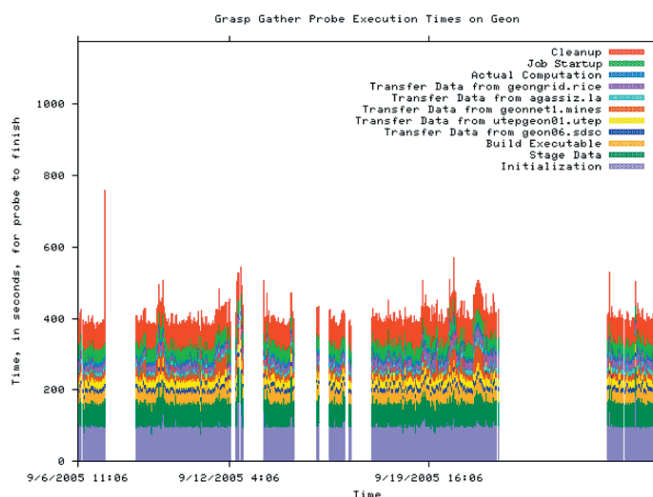 Grasp Gather Probe Execution Times on Geon
Cleanup
Job Startup
Actual Computation
Transfer Data from geongrid.rice
Transfer Data from agassiz.la
Transfer Data from geonnet1.mines
Transfer Data from utepgeon01.utep
Transfer Data from geon06.sdsc
Build Executable
Stage Data
Initialization
Time, in seconds, for probe to finish
1000
800
600
400
200
0
9/6/2005 11:06
9/12/2005 4:06
9/19/2005 16:06
Time